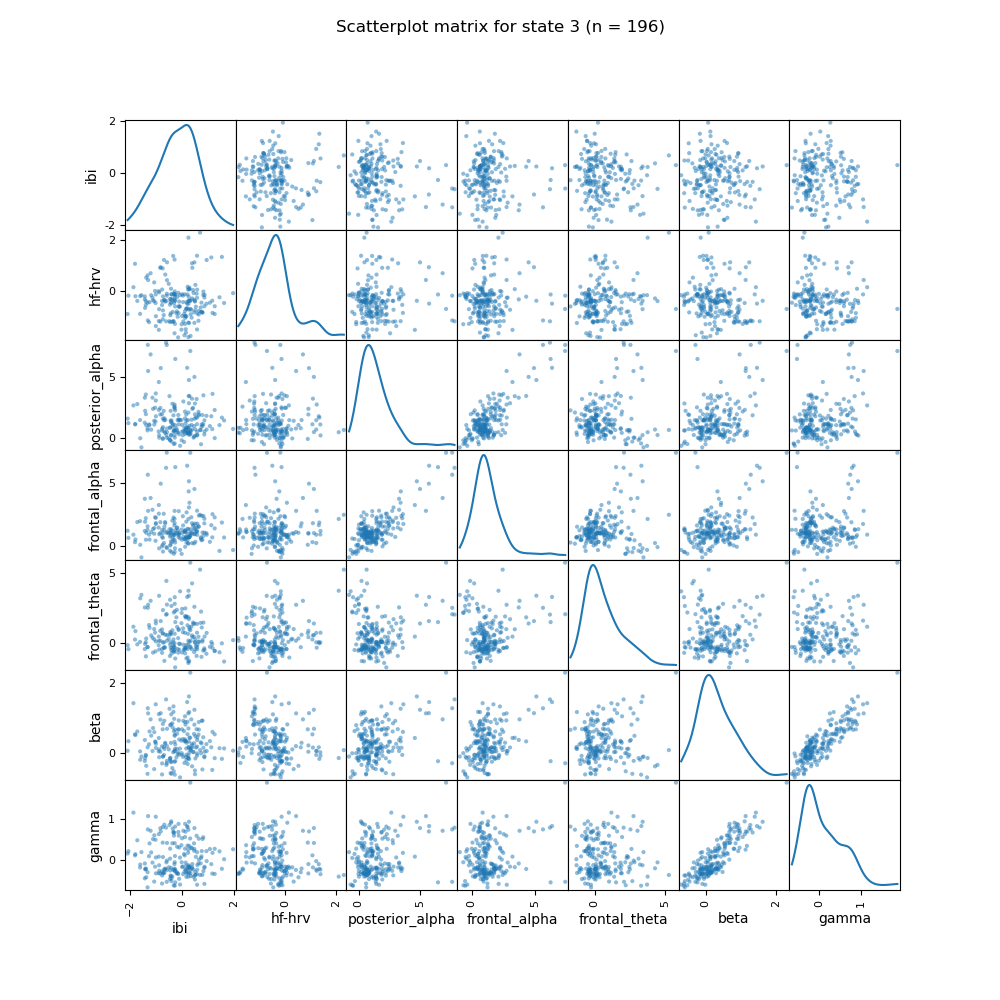 Scatterplot matrix for state 3 (n = 196)
ibi
2
0
-2
hf-hrv
2
0
posterior_alpha
5
0
frontal_alpha
5
0
frontal_theta
5
0
beta
2
0
gamma
1
0
−2 0 2 0 2 0 5 0 5 0 5 0 2 0 1
ibi hf-hrv posterior_alpha frontal_alpha frontal_theta beta gamma